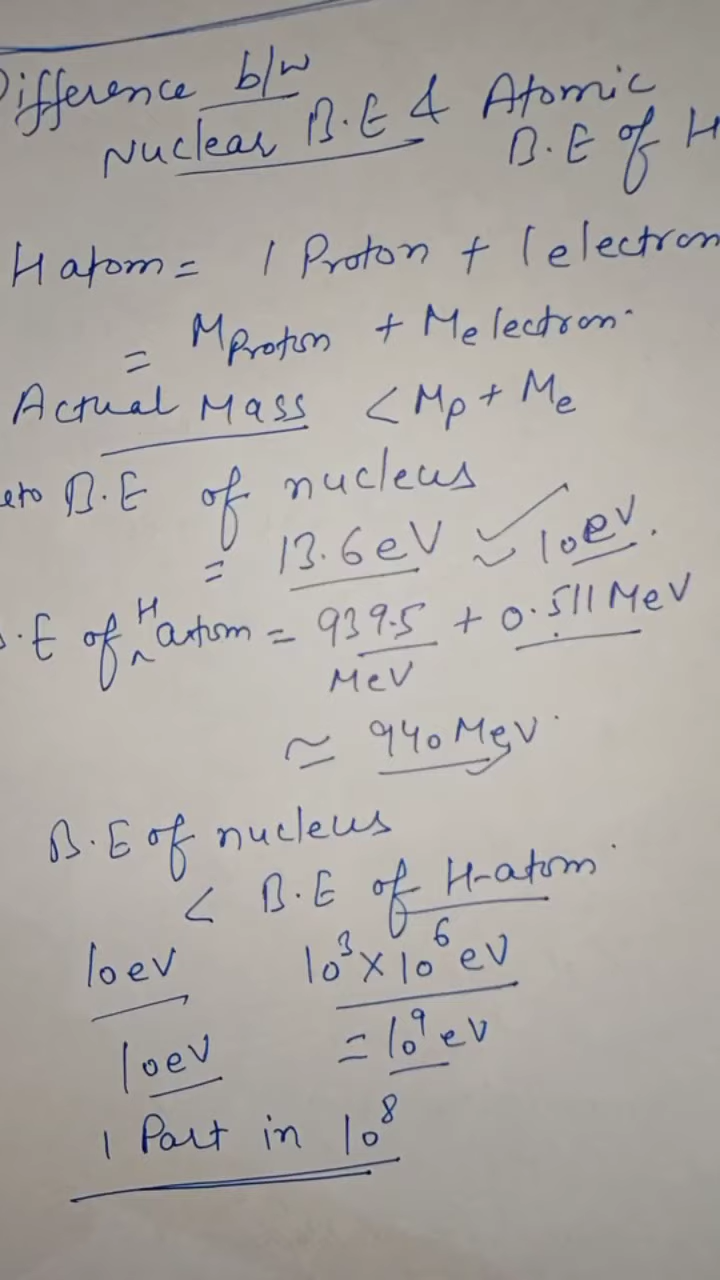 Difference b/w
Nuclear B.E & Atomic
B.E of H
H atom = 1 Proton + 1 electron
= MProton + Melectron
Actual Mass < Mp + Me
B.E of nucleus
= 13.6 eV ≃ 10 eV.
.E of H atom = 939.5 + 0.511 MeV
MeV
≃ 940 MeV
B.E of nucleus
< B.E of H-atom
10 eV 10³ × 10⁶ eV
10 eV = 10⁹ eV
1 Part in 10⁸